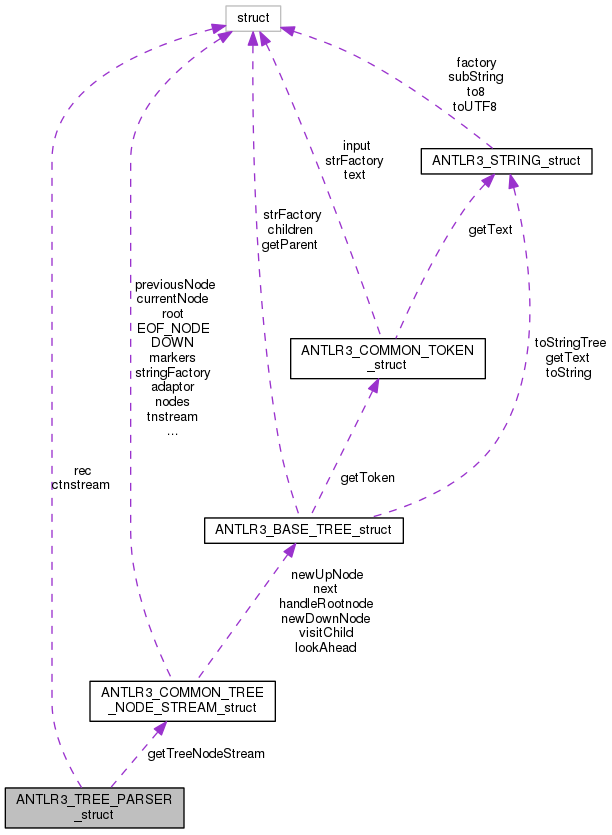 struct
factory
subString
to8
toUTF8
ANTLR3_STRING_struct
input
strFactory
text
getText
strFactory
children
getParent
previousNode
currentNode
root
EOF_NODE
DOWN
markers
stringFactory
adaptor
nodes
tnstream
...
ANTLR3_COMMON_TOKEN
_struct
toStringTree
getText
toString
rec
ctnstream
getToken
ANTLR3_BASE_TREE_struct
newUpNode
next
handleRootnode
newDownNode
visitChild
lookAhead
ANTLR3_COMMON_TREE
_NODE_STREAM_struct
getTreeNodeStream
ANTLR3_TREE_PARSER
_struct